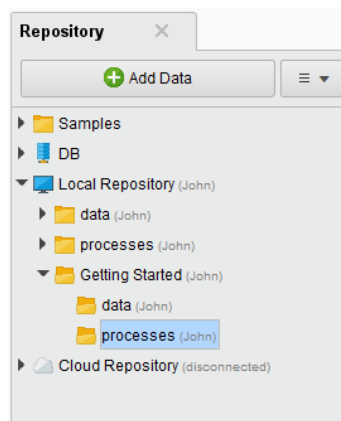 Repository
Add Data
Samples
DB
Local Repository (John)
data (John)
processes (John)
Getting Started (John)
data (John)
processes (John)
Cloud Repository (disconnected)